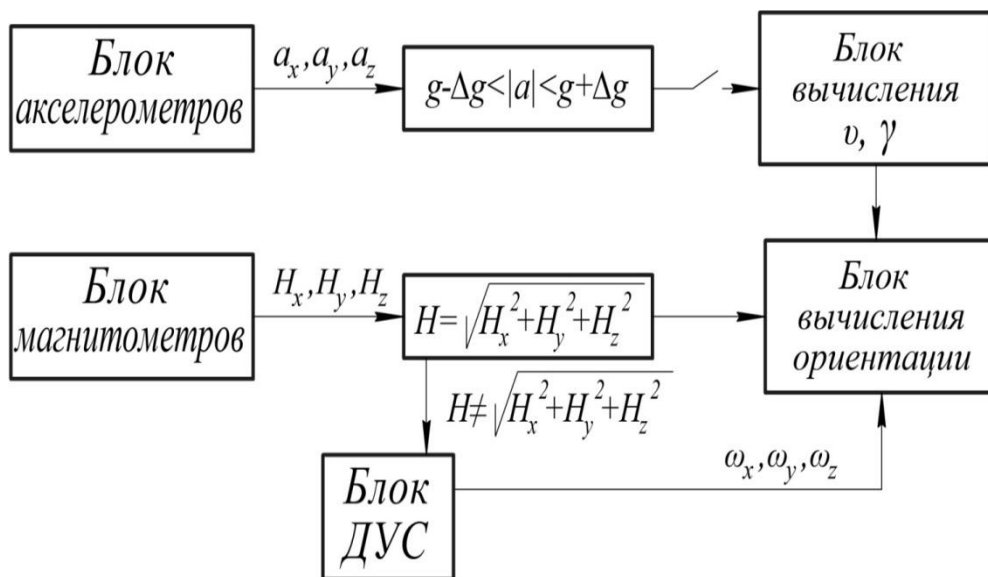 Блок
акселерометров
a_x,a_y,a_z
g-Δg<|a|<g+Δg
Блок
вычисления
υ, γ
Блок
магнитометров
H_x,H_y,H_z
H=√H_x²+H_y²+H_z²
Блок
вычисления
ориентации
H≠√H_x²+H_y²+H_z²
Блок
ДУС
ω_x,ω_y,ω_z